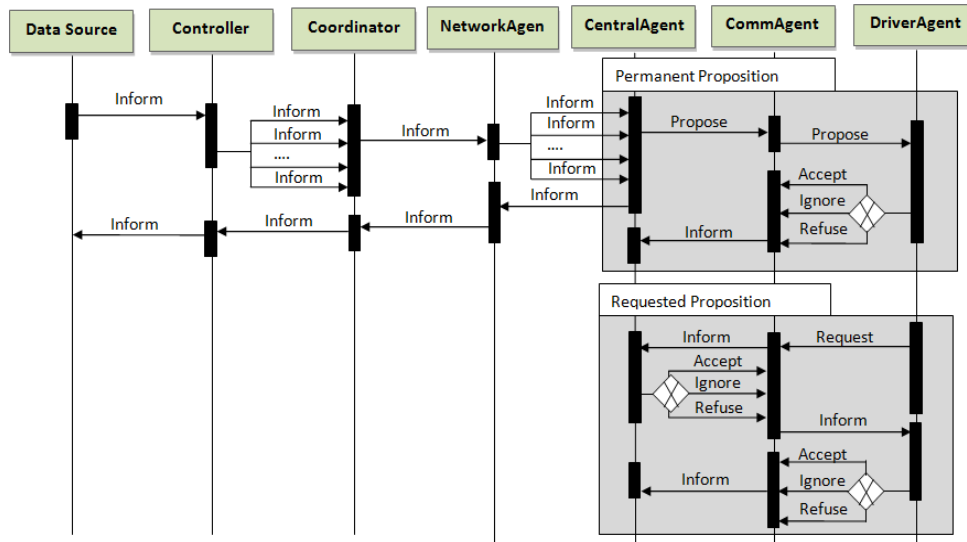 Data Source
Controller
Coordinator
NetworkAgen
CentralAgent
CommAgent
DriverAgent
Permanent Proposition
Inform
Inform
Inform
....
Inform
Inform
Inform
Inform
....
Inform
Propose
Propose
Accept
Ignore
Refuse
Inform
Inform
Inform
Inform
Inform
Requested Proposition
Inform
Request
Accept
Ignore
Refuse
Inform
Accept
Ignore
Refuse
Inform